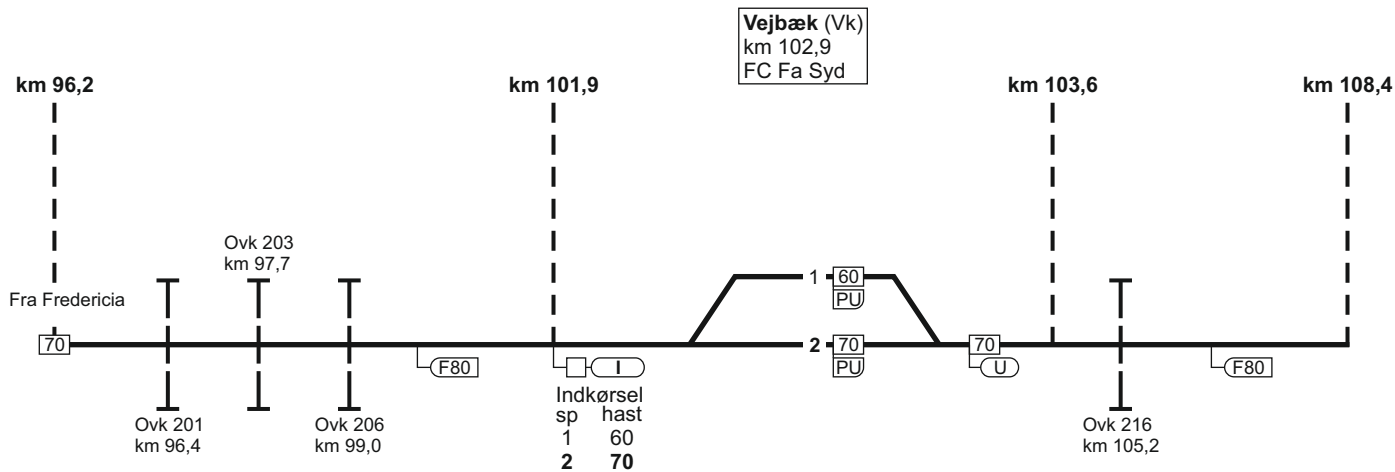 Vejbæk (Vk)
km 102,9
FC Fa Syd
km 96,2
km 101,9
km 103,6
km 108,4
Ovk 203
km 97,7
Fra Fredericia
1
60
PU
70
2
70
PU
70
F80
I
U
F80
Indkørsel
sp hast
1 60
2 70
Ovk 201
km 96,4
Ovk 206
km 99,0
Ovk 216
km 105,2